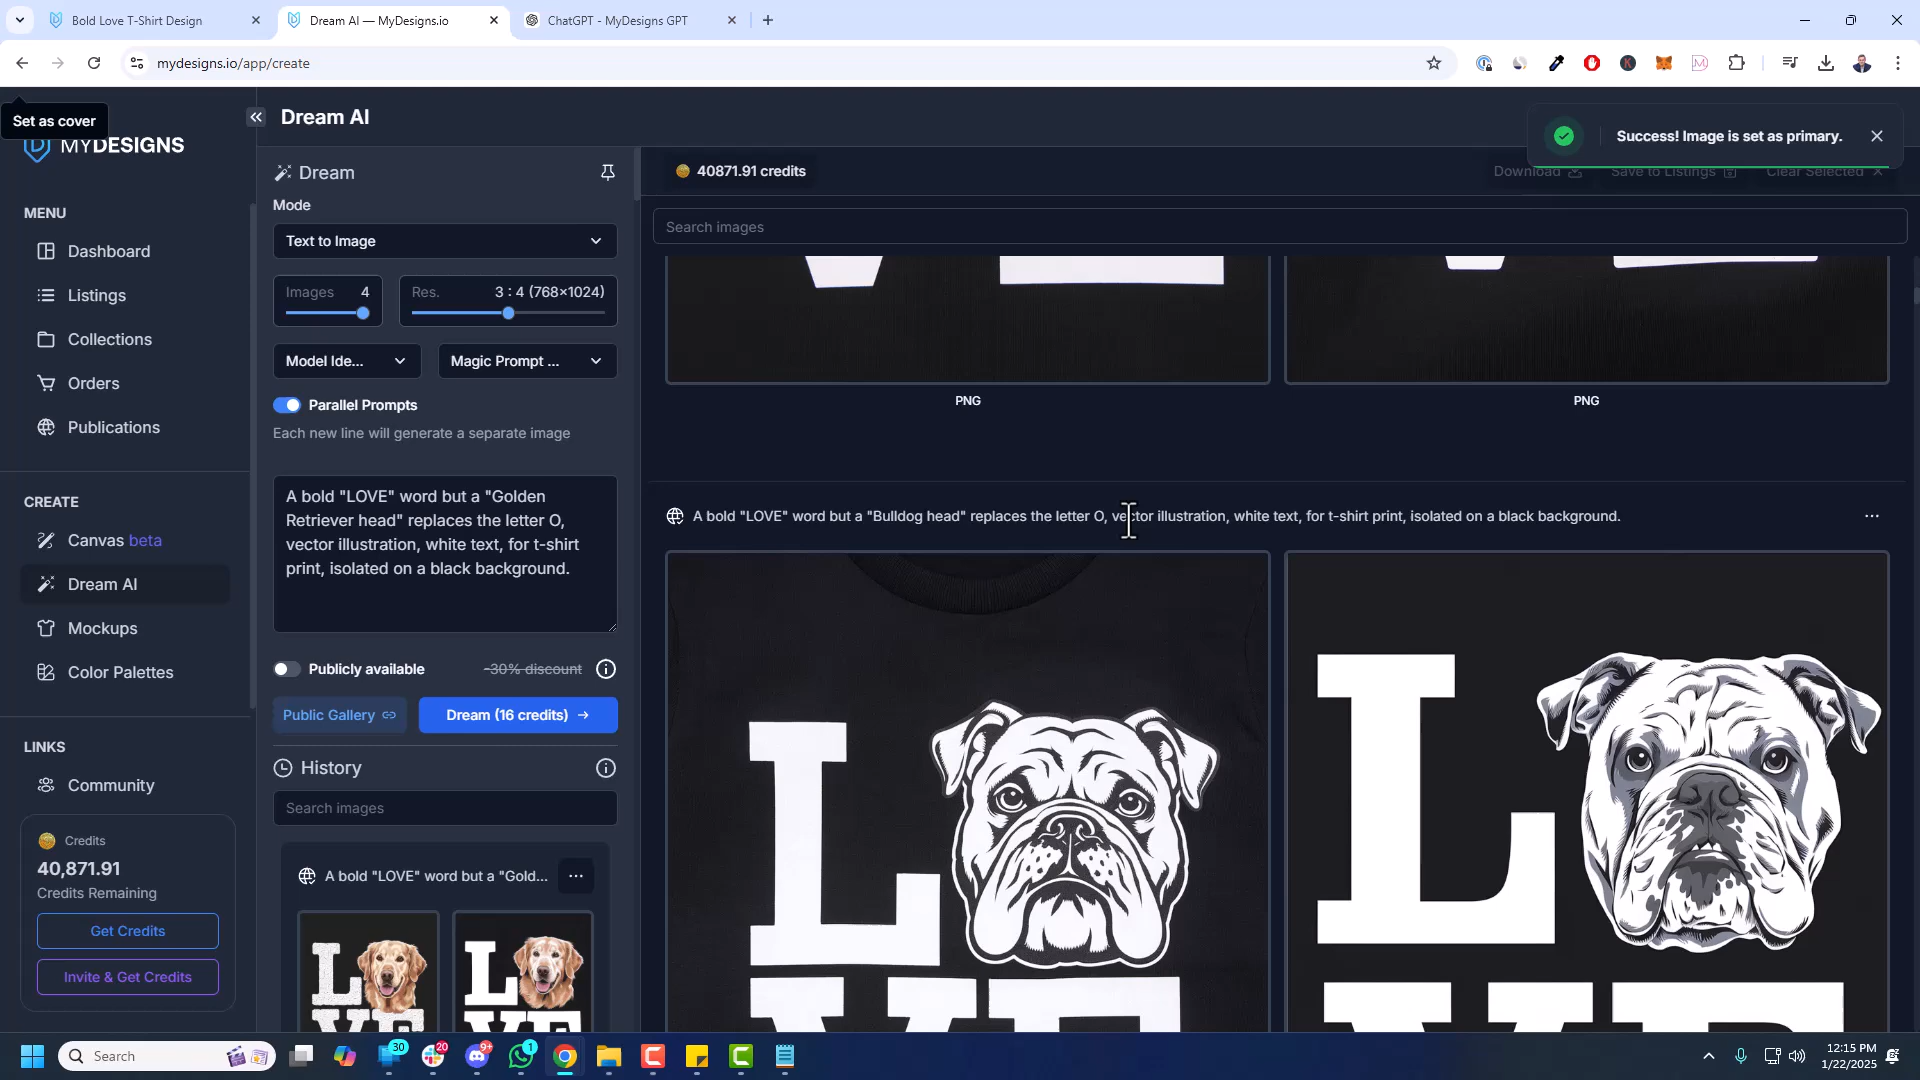 Bold Love T-Shirt Design
Dream AI — MyDesigns.io
ChatGPT - MyDesigns GPT
mydesigns.io/app/create
Set as cover
MYDESIGNS
Dream AI
Success! Image is set as primary.
MENU
Dashboard
Listings
Collections
Orders
Publications
CREATE
Canvas beta
Dream AI
Mockups
Color Palettes
LINKS
Community
Credits
40,871.91
Credits Remaining
Get Credits
Invite & Get Credits
Dream
Mode
Text to Image
Images 4
Res. 3 : 4 (768×1024)
Model Ide...
Magic Prompt ...
Parallel Prompts
Each new line will generate a separate image
A bold "LOVE" word but a "Golden
Retriever head" replaces the letter O,
vector illustration, white text, for t-shirt
print, isolated on a black background.
Publicly available
-30% discount
Public Gallery
Dream (16 credits) →
History
Search images
A bold "LOVE" word but a "Gold...
L
VE
L
VE
40871.91 credits
Download
Save to Listings
Clear Selected
Search images
PNG
PNG
A bold "LOVE" word but a "Bulldog head" replaces the letter O, vector illustration, white text, for t-shirt print, isolated on a black background.
L
L
Search
30
20
9+
1
12:15 PM
1/22/2025